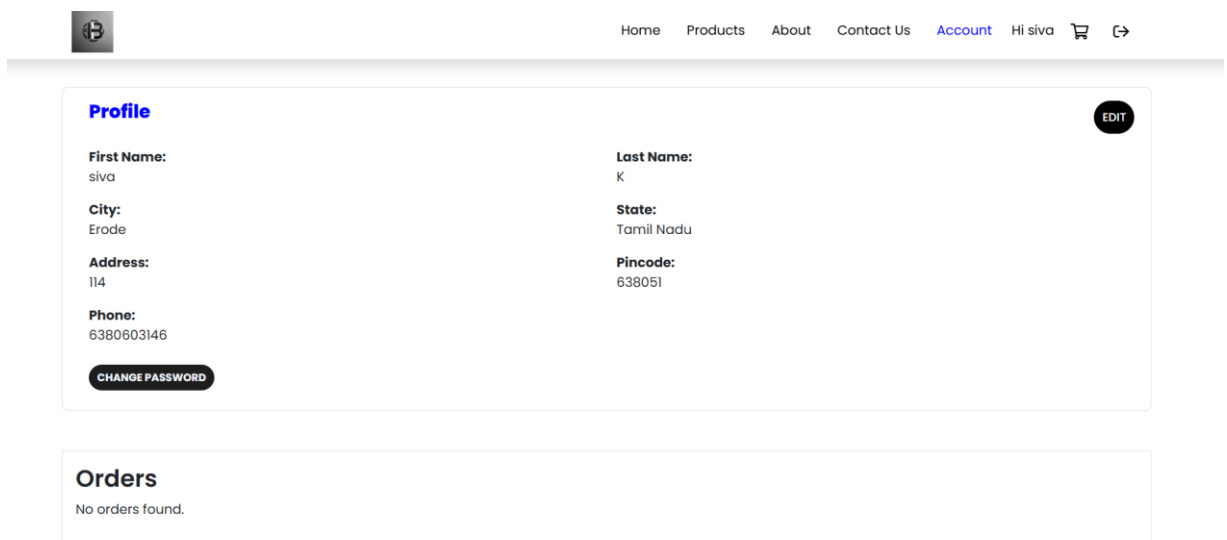 Home Products About Contact Us Account Hi siva
Profile
EDIT
First Name:
siva
Last Name:
K
City:
Erode
State:
Tamil Nadu
Address:
114
Pincode:
638051
Phone:
6380603146
CHANGE PASSWORD
Orders
No orders found.